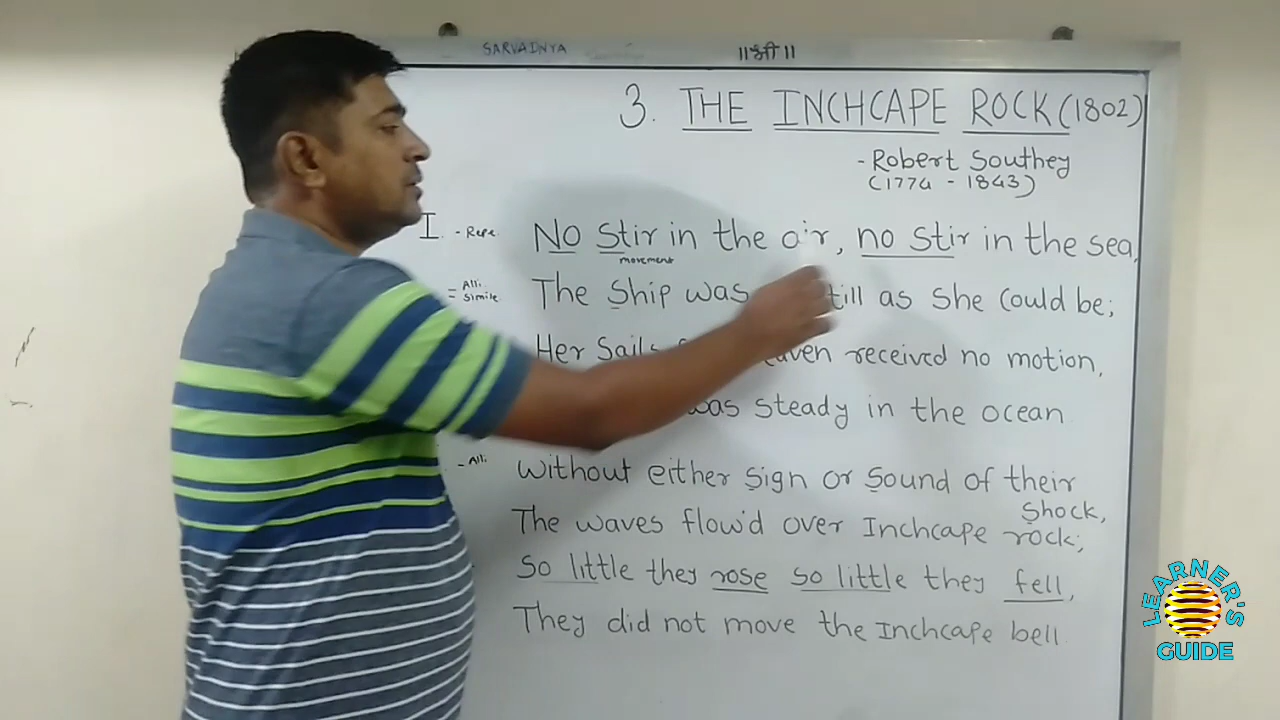 SARVADNYA
॥श्री॥
3. THE INCHCAPE ROCK (1802)
- Robert Southey
(1774 - 1843)
I. - Repe. No stir in the air, no stir in the sea,
movement
= Alli. Simile The ship was still as she could be;
Her sails heaven received no motion,
was steady in the ocean
- Alli. Without either sign or sound of their
shock,
The waves flow'd over Inchcape rock;
So little they rose so little they fell,
They did not move the Inchcape bell
LEARNER'S
GUIDE